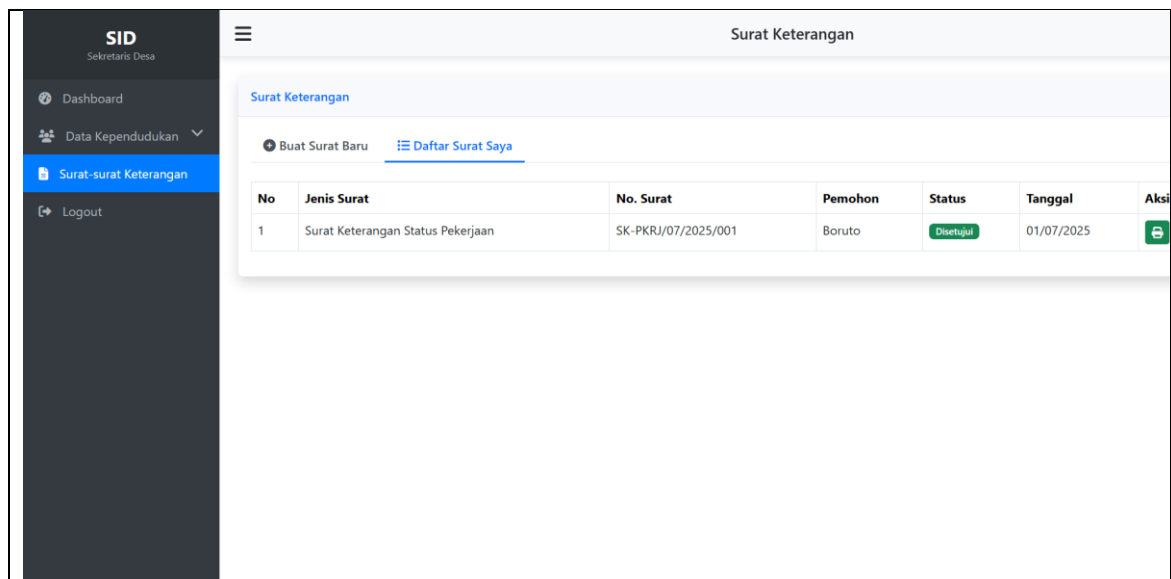 SID
Sekretaris Desa
Dashboard
Data Kependudukan
Surat-surat Keterangan
Logout
Surat Keterangan
Surat Keterangan
Buat Surat Baru Daftar Surat Saya
No Jenis Surat No. Surat Pemohon Status Tanggal Aksi
1 Surat Keterangan Status Pekerjaan SK-PKRJ/07/2025/001 Boruto Disetujui 01/07/2025